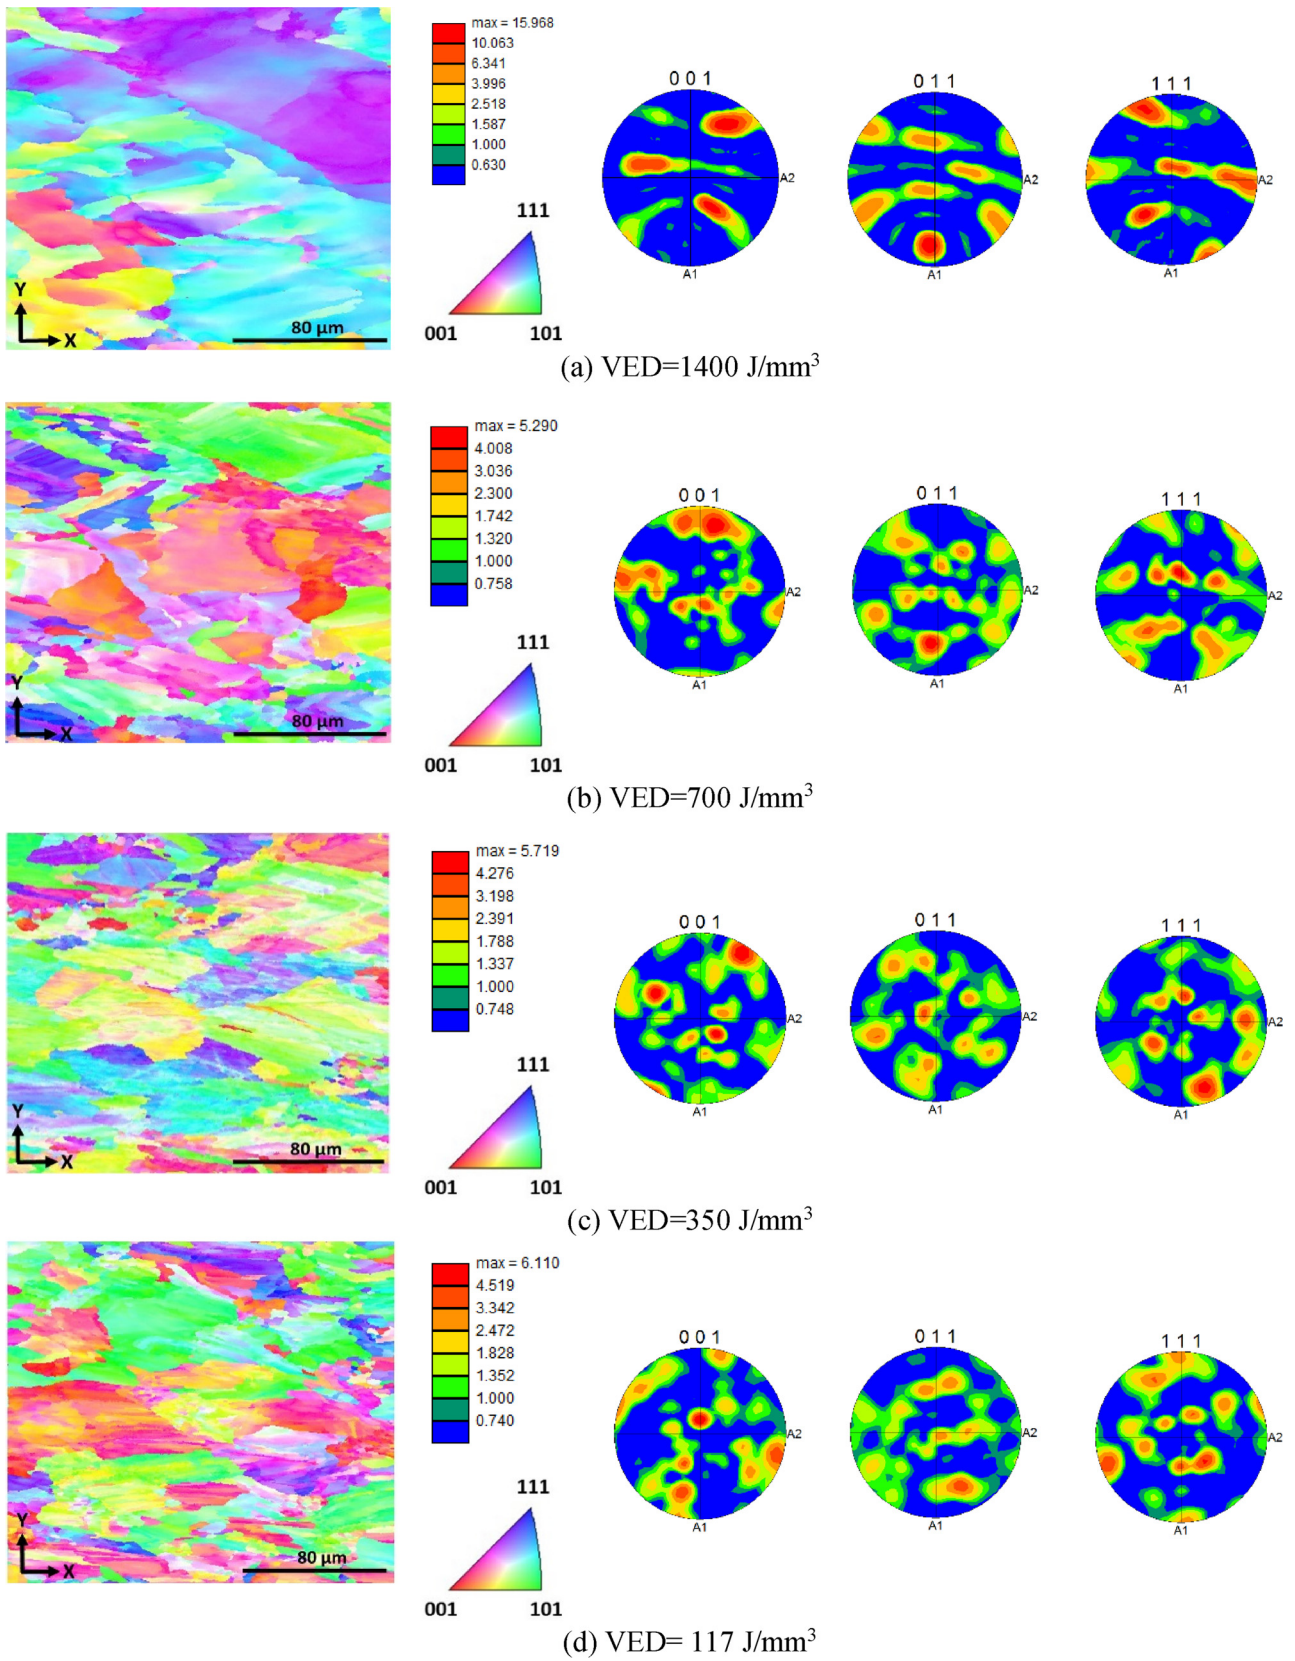 max = 15.968
10.063
6.341
3.996
2.518
1.587
1.000
0.630
0 0 1
0 1 1
1 1 1
A2
A2
A2
A1
A1
A1
111
001
101
Y
X
80 µm
(a) VED=1400 J/mm³
max = 5.290
4.008
3.036
2.300
1.742
1.320
1.000
0.758
0 0 1
0 1 1
1 1 1
A2
A2
A2
A1
A1
A1
111
001
101
Y
X
80 µm
(b) VED=700 J/mm³
max = 5.719
4.276
3.198
2.391
1.788
1.337
1.000
0.748
0 0 1
0 1 1
1 1 1
A2
A2
A2
A1
A1
A1
111
001
101
Y
X
80 µm
(c) VED=350 J/mm³
max = 6.110
4.519
3.342
2.472
1.828
1.352
1.000
0.740
0 0 1
0 1 1
1 1 1
A2
A2
A2
A1
A1
A1
111
001
101
Y
X
80 µm
(d) VED= 117 J/mm³